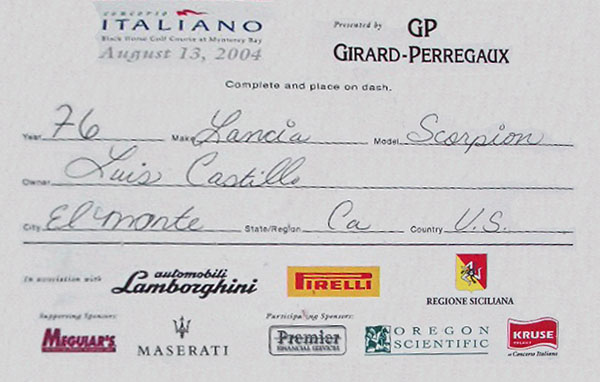 concorso
ITALIANO
Black Horse Golf Course at Monterey Bay
August 13, 2004
Presented by GP
GIRARD-PERREGAUX
Complete and place on dash.
Year 76 Make Lancia Model Scorpion
Owner Luis Castillo
City El Monte State/Region Ca Country U.S.
In association with automobili Lamborghini PIRELLI
REGIONE SICILIANA
Supporting Sponsors: Participating Sponsors:
MEGUIAR'S MASERATI Premier FINANCIAL SERVICES OREGON SCIENTIFIC KRUSE
at Concorso Italiano